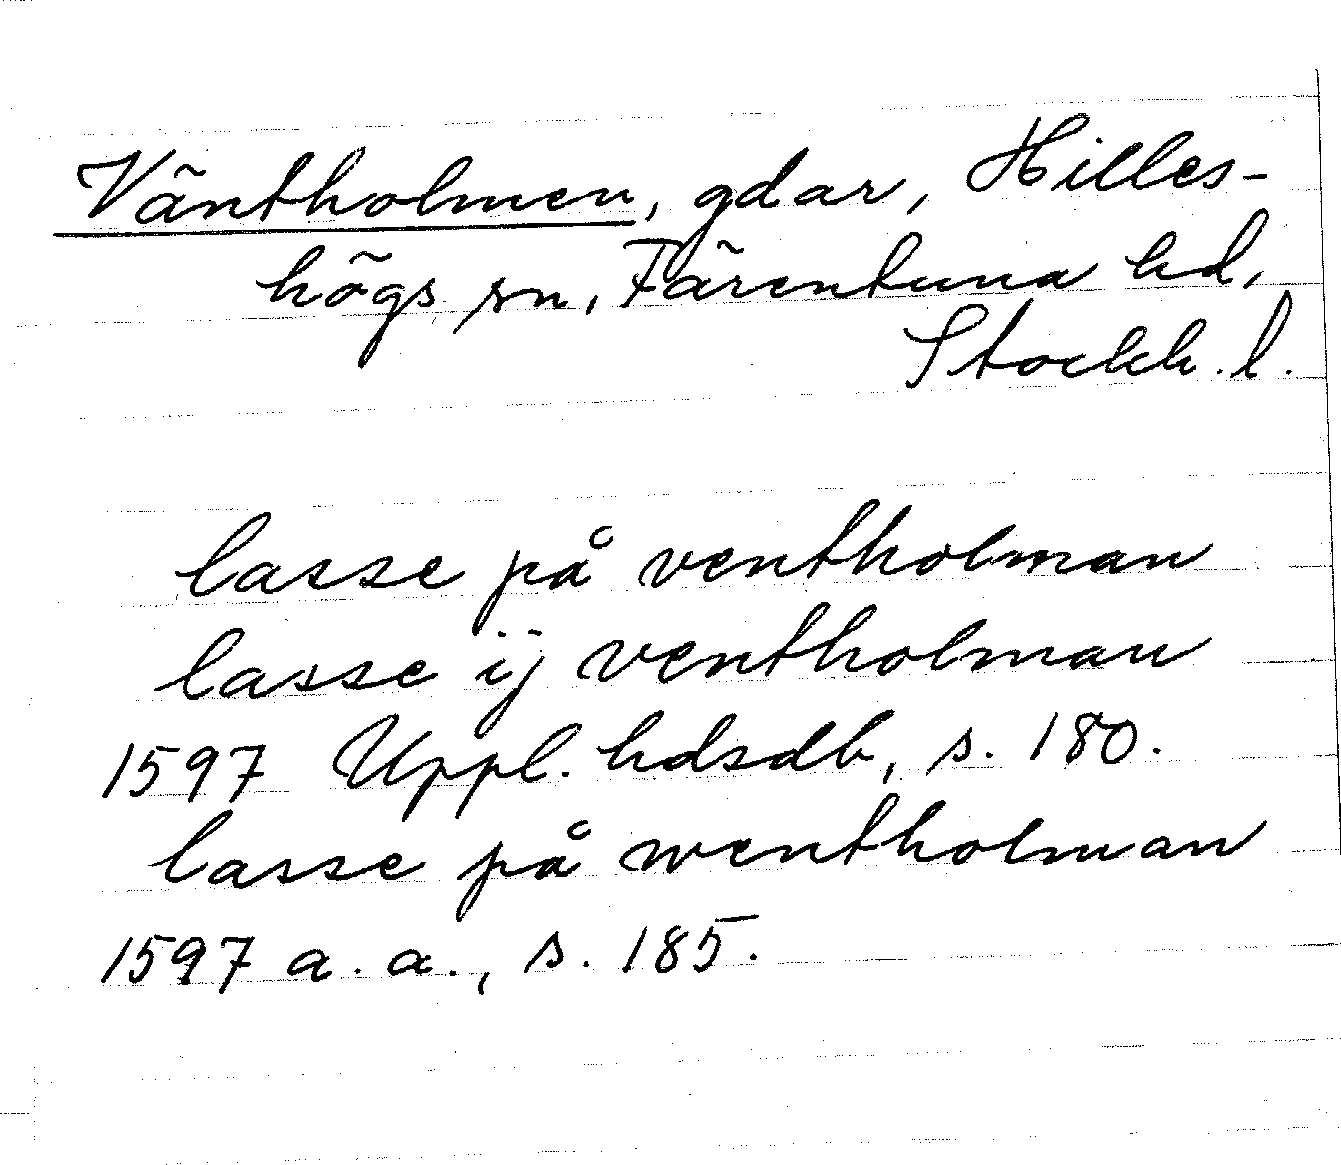 Väntholmen, gdar, Hilles-
högs sn, Färentuna hd,
Stockh. l.
lasse på ventholman
lasse ij ventholman
1597 Uppl. hdsdb, s. 180.
lasse på wentholman
1597 a. a., s. 185.